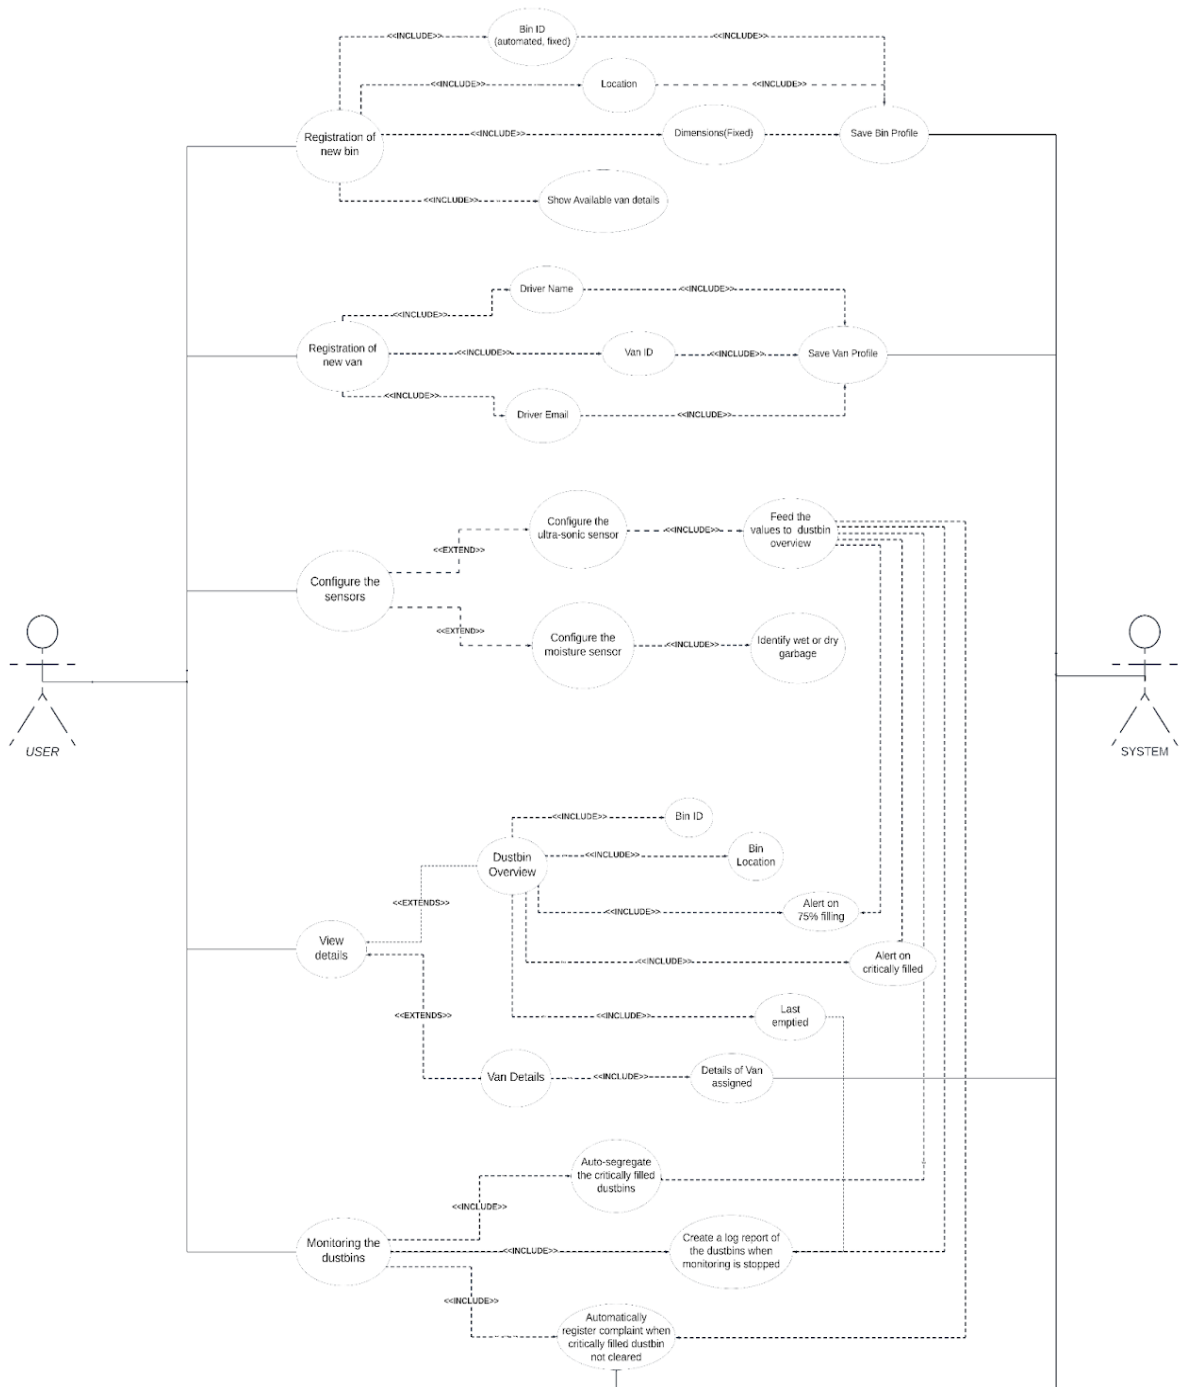 <<INCLUDE>>
Bin ID
(automated, fixed)
<<INCLUDE>>
<<INCLUDE>>
Location
<<INCLUDE>>
Registration of
new bin
<<INCLUDE>>
Dimensions(Fixed)
Save Bin Profile
<<INCLUDE>>
Show Available van details
Driver Name
<<INCLUDE>>
<<INCLUDE>>
Registration of
new van
<<INCLUDE>>
Van ID
<<INCLUDE>>
Save Van Profile
<<INCLUDE>>
Driver Email
<<INCLUDE>>
Configure the
ultra-sonic sensor
<<INCLUDE>>
Feed the
values to dustbin
overview
<<EXTEND>>
Configure the
sensors
<<EXTEND>>
Configure the
moisture sensor
<<INCLUDE>>
Identify wet or dry
garbage
USER
SYSTEM
<<INCLUDE>>
Bin ID
Dustbin
Overview
<<INCLUDE>>
Bin
Location
<<EXTENDS>>
<<INCLUDE>>
Alert on
75% filling
View
details
<<INCLUDE>>
Alert on
critically filled
<<EXTENDS>>
<<INCLUDE>>
Last
emptied
Van Details
<<INCLUDE>>
Details of Van
assigned
Auto-segregate
the critically filled
dustbins
<<INCLUDE>>
Monitoring the
dustbins
<<INCLUDE>>
Create a log report of
the dustbins when
monitoring is stopped
<<INCLUDE>>
Automatically
register complaint when
critically filled dustbin
not cleared